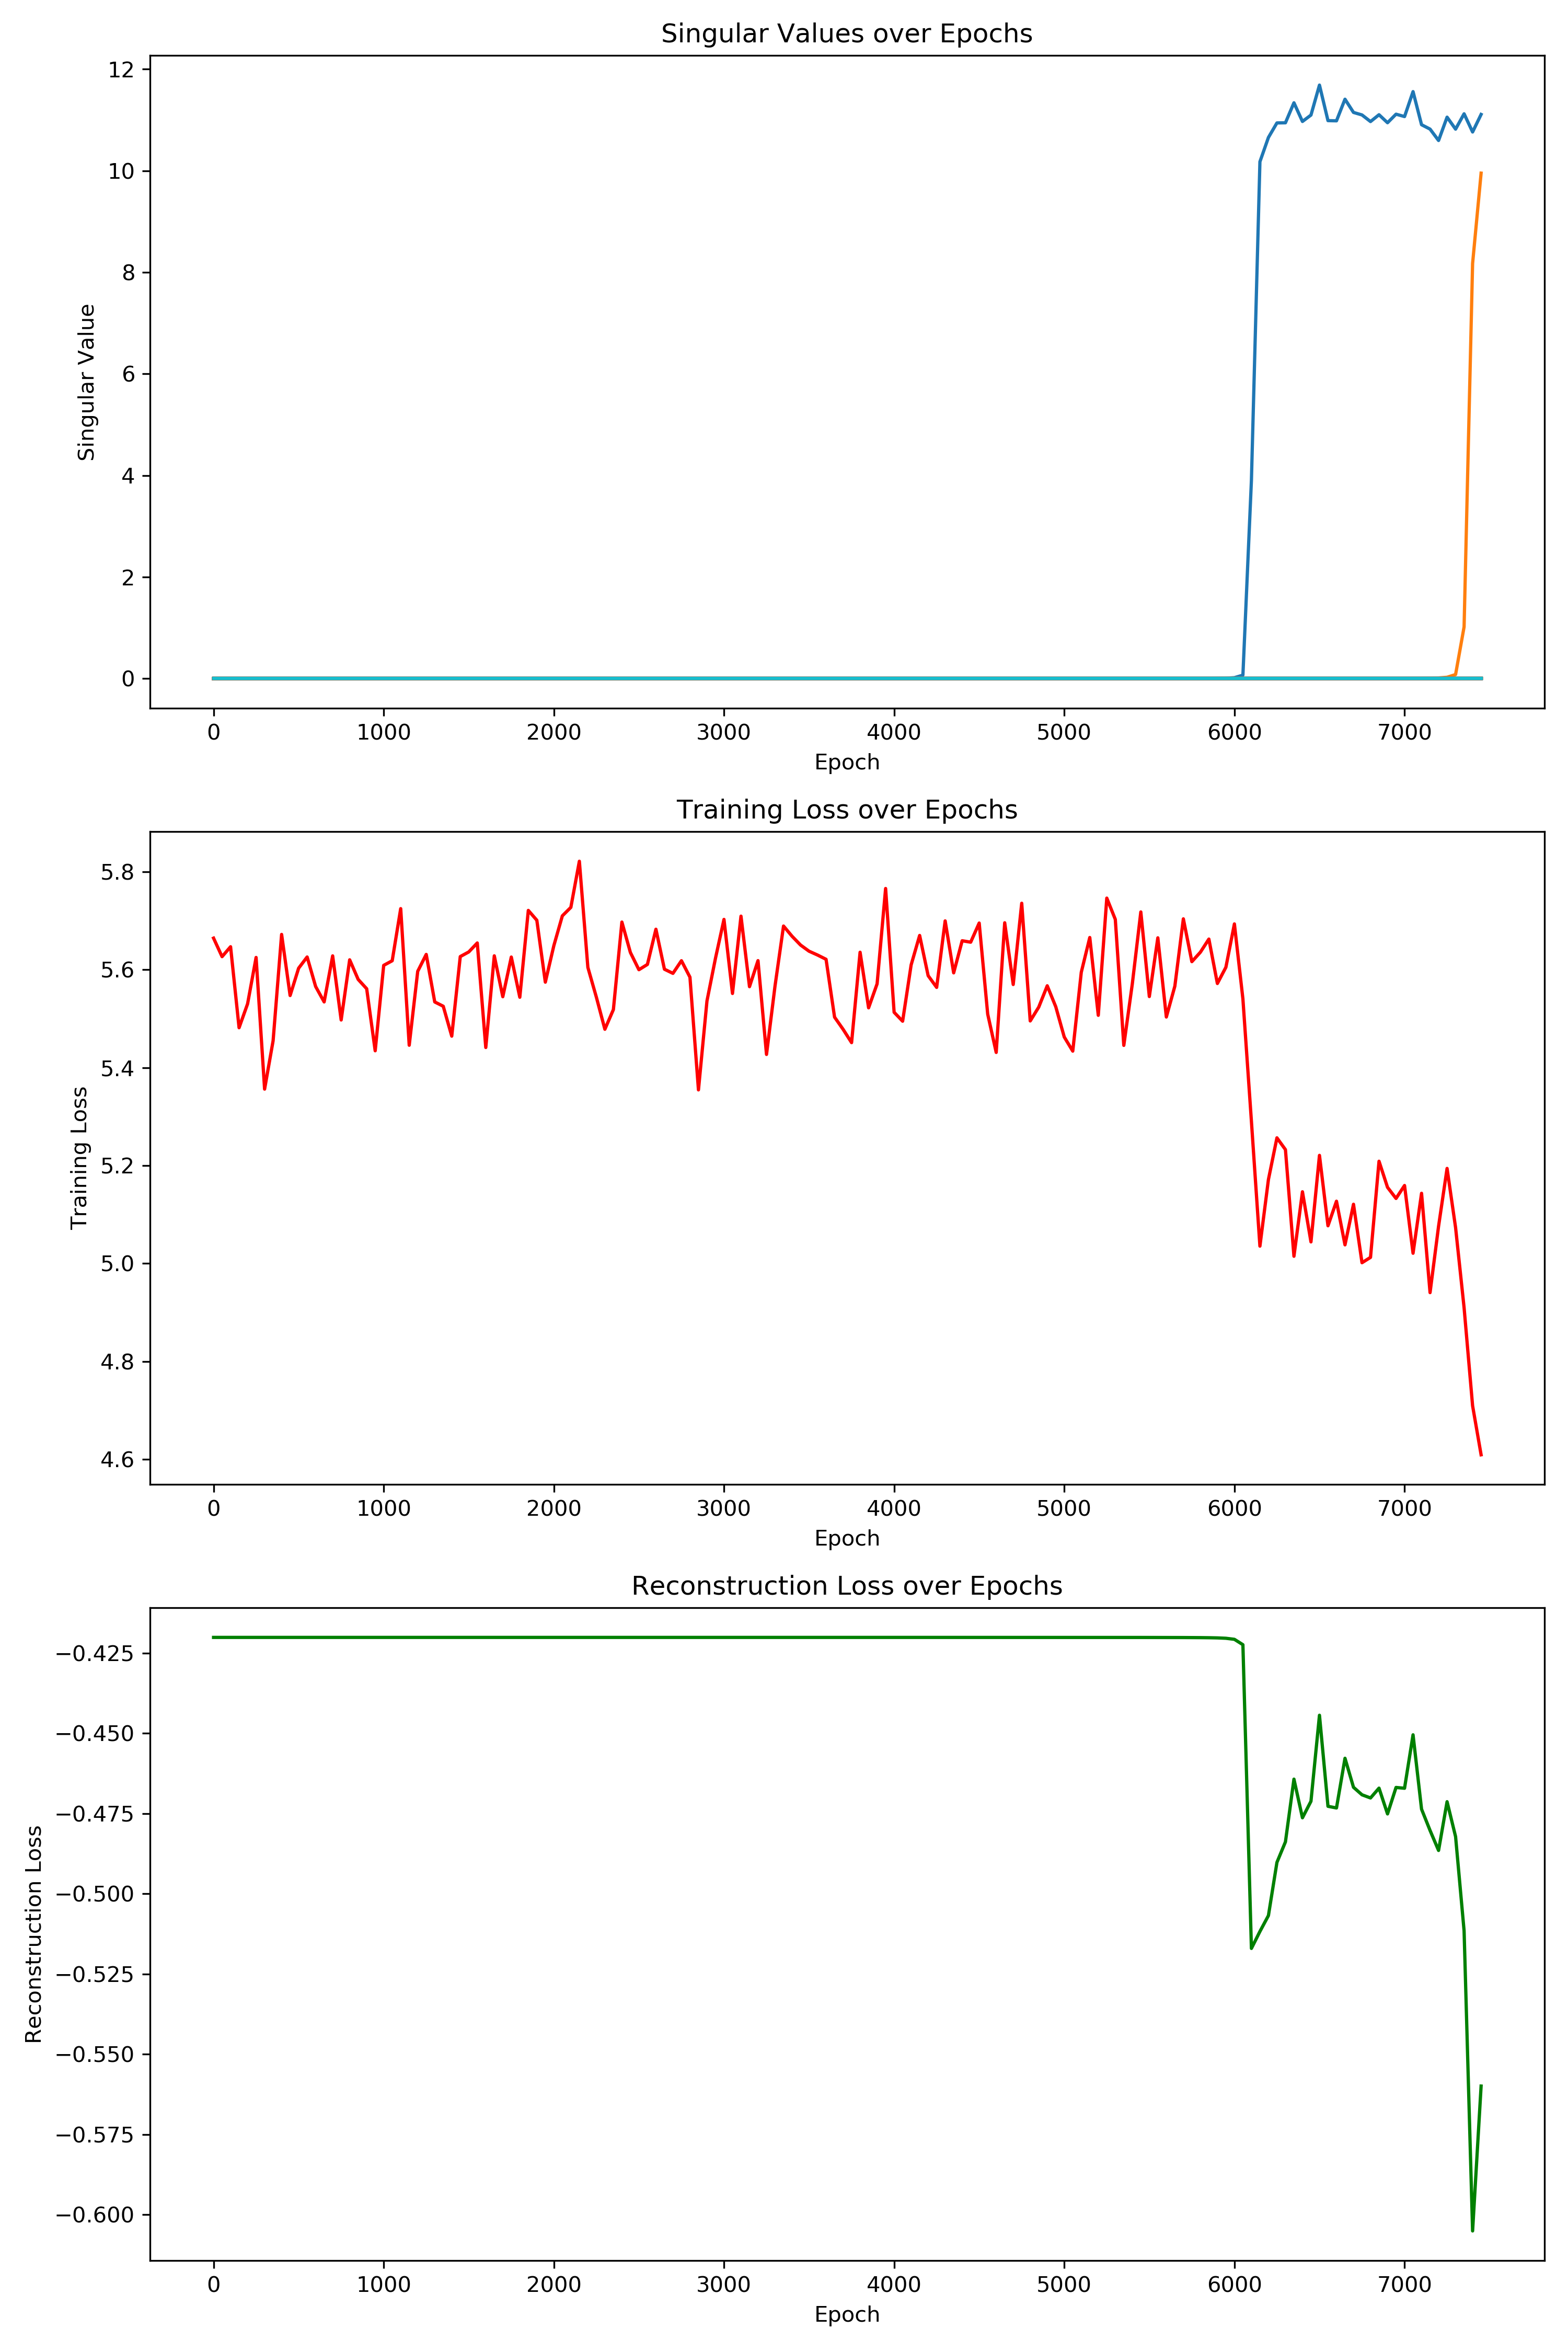 Singular Values over Epochs
12
10
8
6
4
2
0
Singular Value
0 1000 2000 3000 4000 5000 6000 7000
Epoch
Training Loss over Epochs
5.8
5.6
5.4
5.2
5.0
4.8
4.6
Training Loss
0 1000 2000 3000 4000 5000 6000 7000
Epoch
Reconstruction Loss over Epochs
−0.425
−0.450
−0.475
−0.500
−0.525
−0.550
−0.575
−0.600
Reconstruction Loss
0 1000 2000 3000 4000 5000 6000 7000
Epoch